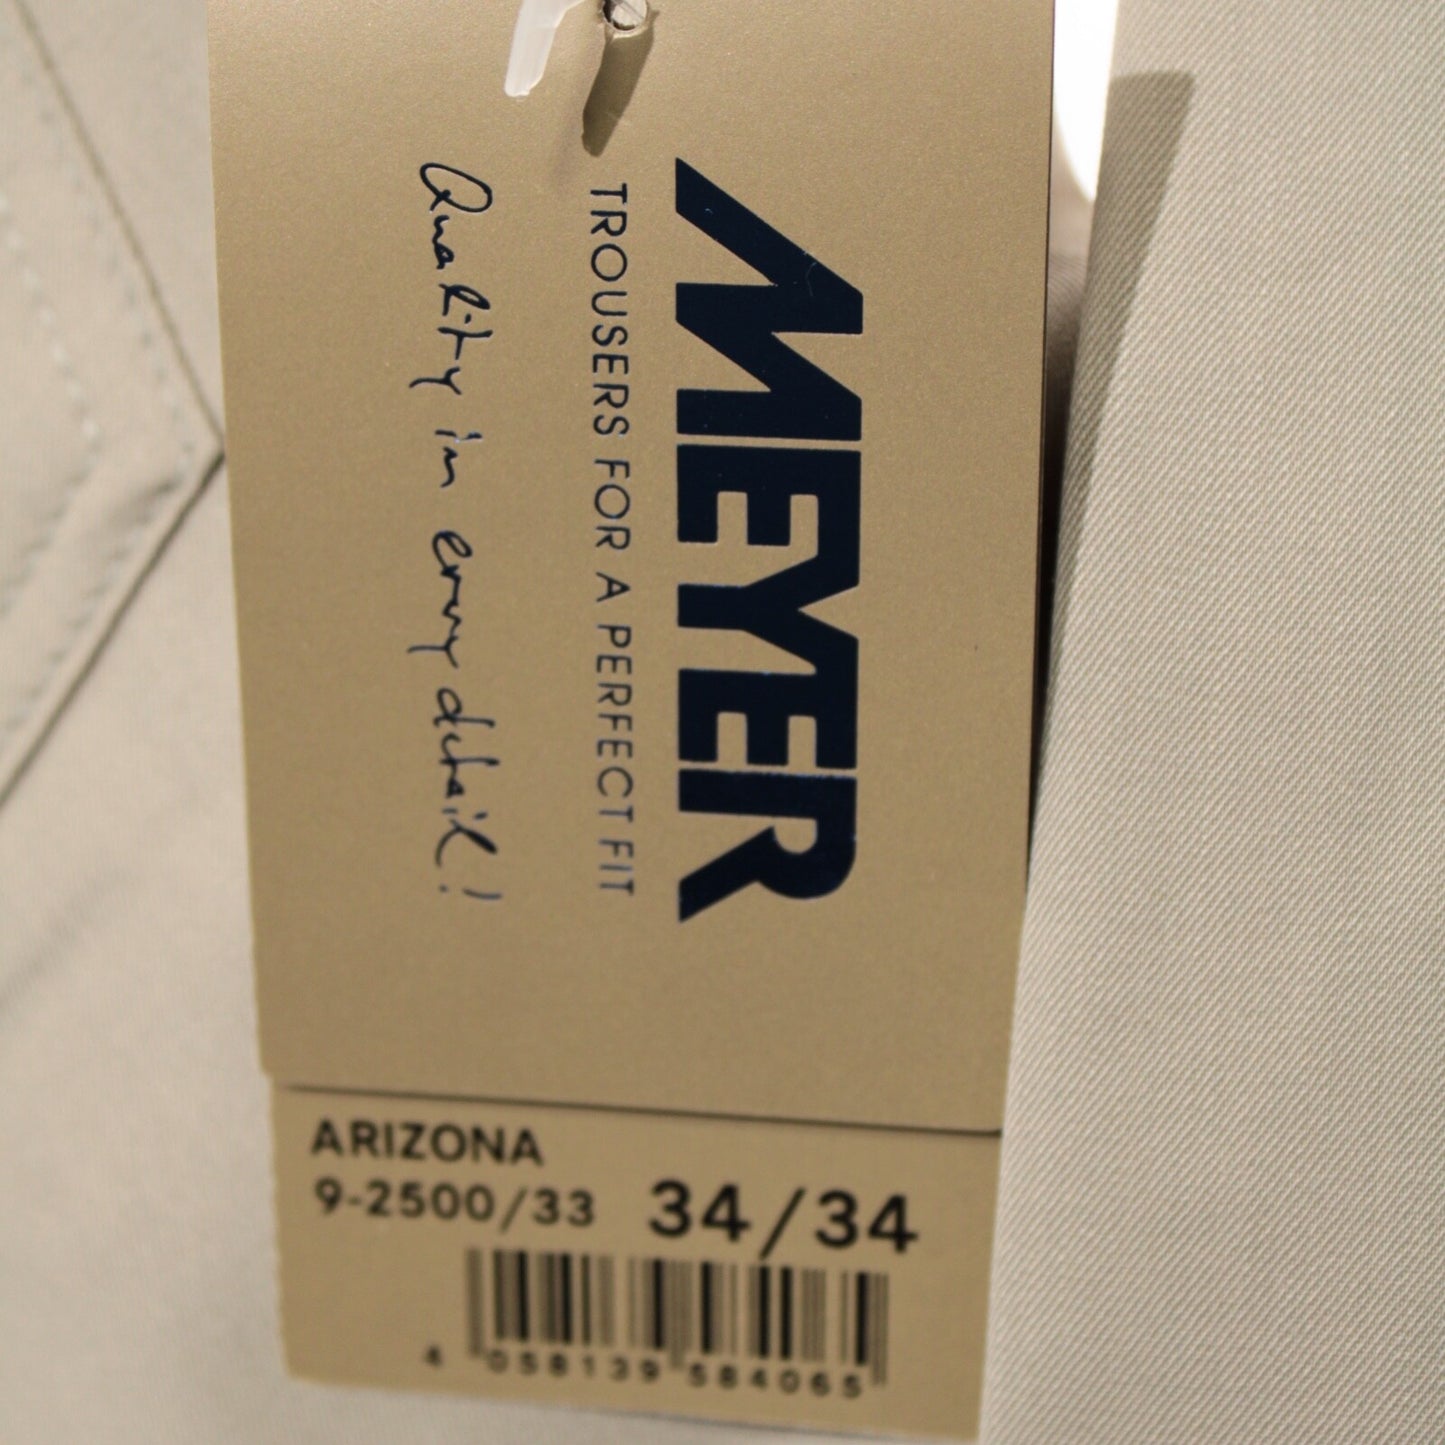 MEYER
TROUSERS FOR A PERFECT FIT
Quality in every detail!
ARIZONA
9-2500/33 34/34
4 058139 584065